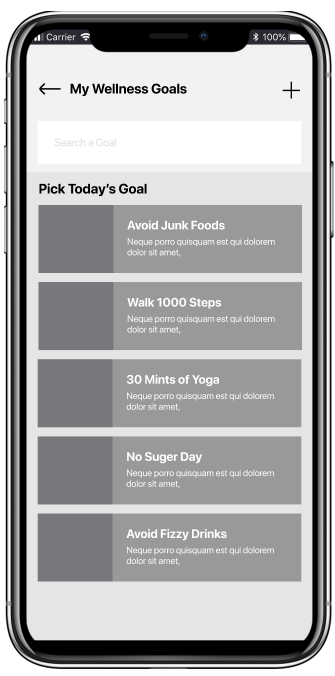 Carrier 100%
My Wellness Goals
Search a Goal
Pick Today's Goal
Avoid Junk Foods
Neque porro quisquam est qui dolorem
dolor sit amet,
Walk 1000 Steps
Neque porro quisquam est qui dolorem
dolor sit amet,
30 Mints of Yoga
Neque porro quisquam est qui dolorem
dolor sit amet,
No Suger Day
Neque porro quisquam est qui dolorem
dolor sit amet,
Avoid Fizzy Drinks
Neque porro quisquam est qui dolorem
dolor sit amet,